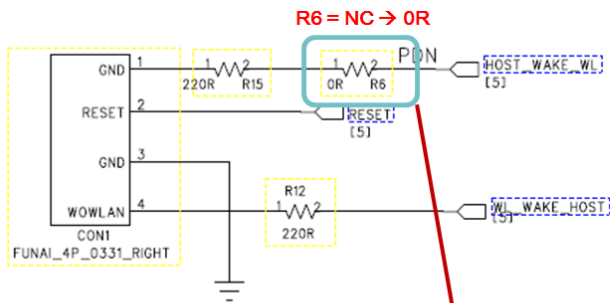 R6 = NC → 0R
GND 1 1 2 1 2 PDN HOST_WAKE_WL
220R R15 0R R6 [5]
RESET 2 RESET
[5]
GND 3
R12
WOWLAN 4 1 2 WL_WAKE_HOST
[5]
CON1 220R
FUNAI_4P_0331_RIGHT